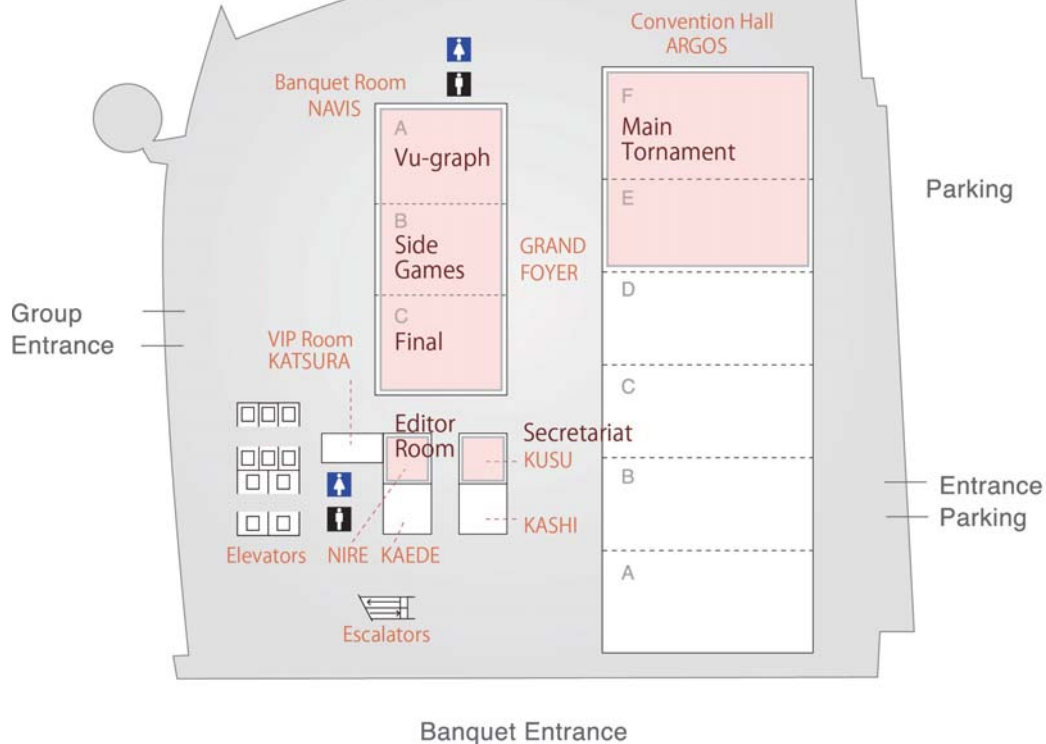 Convention Hall
ARGOS
Banquet Room
NAVIS
A
Vu-graph
B
Side
Games
C
Final
GRAND
FOYER
F
Main
Tornament
E
D
C
B
A
Parking
Group
Entrance
VIP Room
KATSURA
Editor
Room
Secretariat
KUSU
KASHI
Entrance
Parking
Elevators
NIRE
KAEDE
Escalators
Banquet Entrance